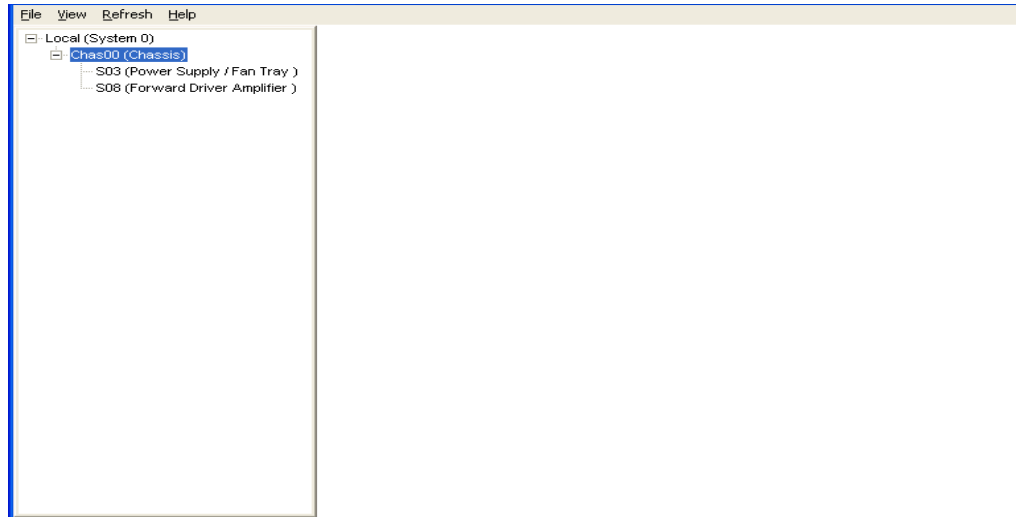 File View Refresh Help
Local (System 0)
Chas00 (Chassis)
S03 (Power Supply / Fan Tray )
S08 (Forward Driver Amplifier )